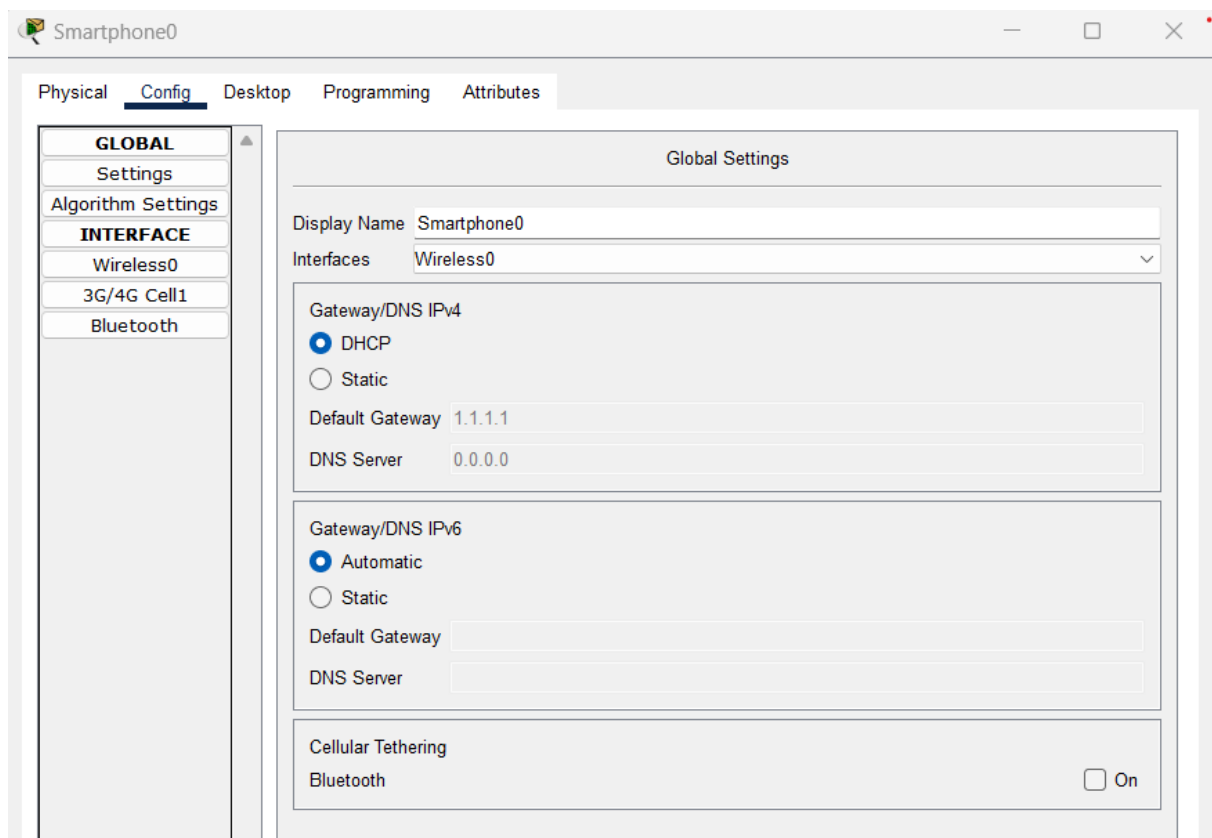 Smartphone0
Physical Config Desktop Programming Attributes
GLOBAL
Settings
Algorithm Settings
INTERFACE
Wireless0
3G/4G Cell1
Bluetooth
Global Settings
Display Name Smartphone0
Interfaces Wireless0
Gateway/DNS IPv4
DHCP
Static
Default Gateway 1.1.1.1
DNS Server 0.0.0.0
Gateway/DNS IPv6
Automatic
Static
Default Gateway
DNS Server
Cellular Tethering
Bluetooth On